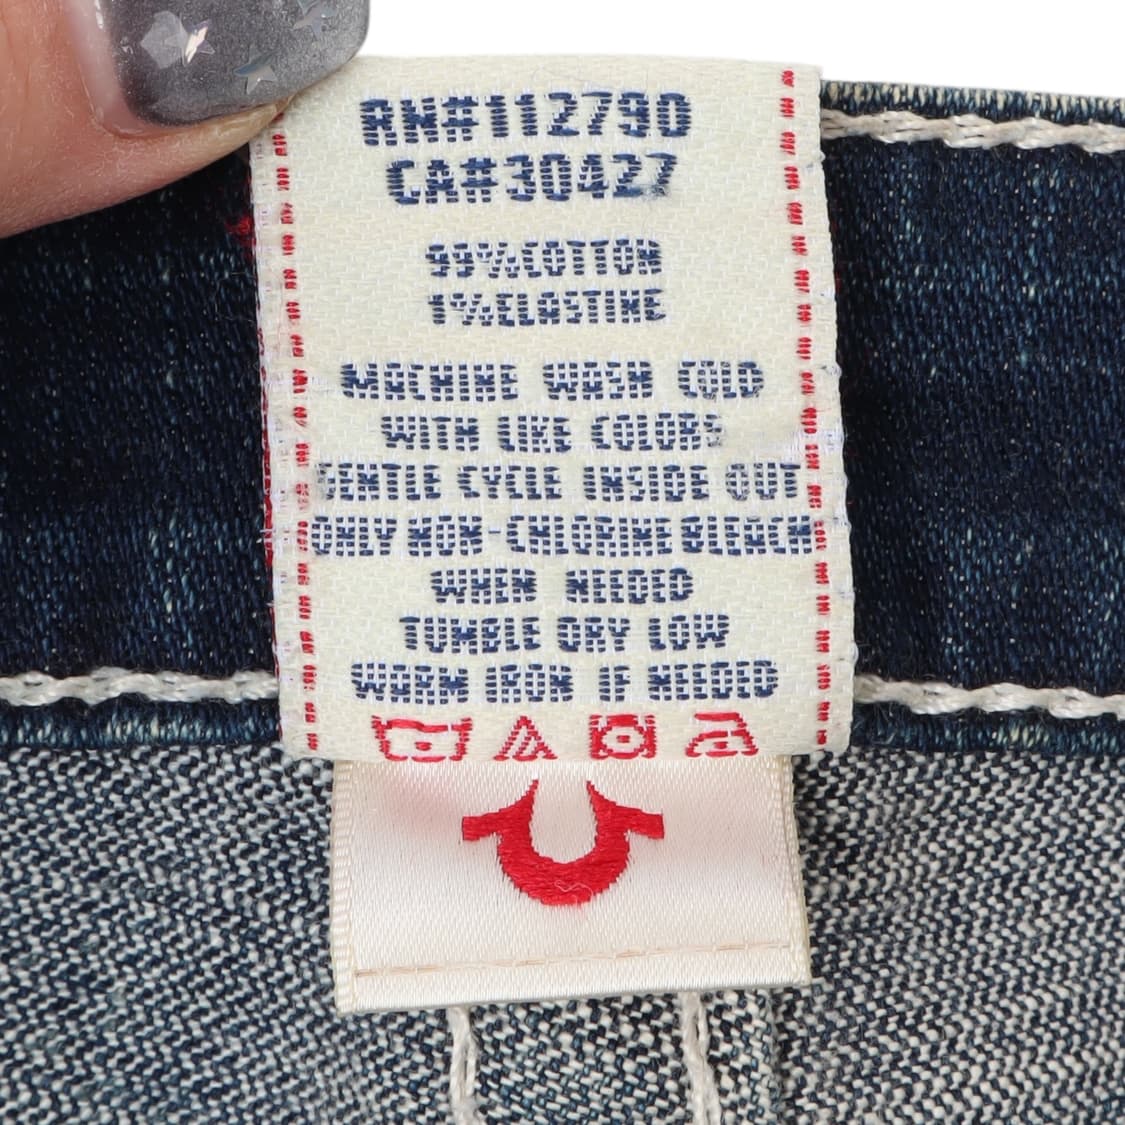 RN#112790
CA#30427
99%COTTON
1%ELASTINE
MACHINE WASH COLD
WITH LIKE COLORS
GENTLE CYCLE INSIDE OUT
ONLY NON-CHLORINE BLEACH
WHEN NEEDED
TUMBLE DRY LOW
WARM IRON IF NEEDED